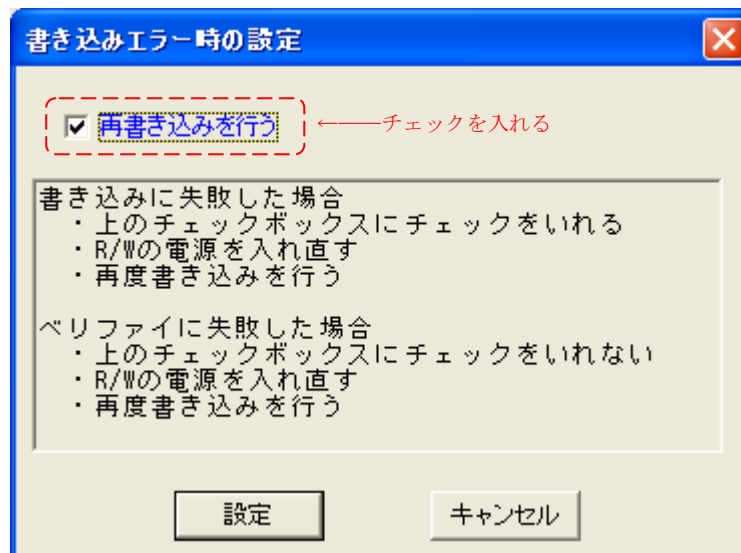 書き込みエラー時の設定
再書き込みを行う ←――チェックを入れる
書き込みに失敗した場合
・上のチェックボックスにチェックをいれる
・R/Wの電源を入れ直す
・再度書き込みを行う
ベリファイに失敗した場合
・上のチェックボックスにチェックをいれない
・R/Wの電源を入れ直す
・再度書き込みを行う
設定 キャンセル